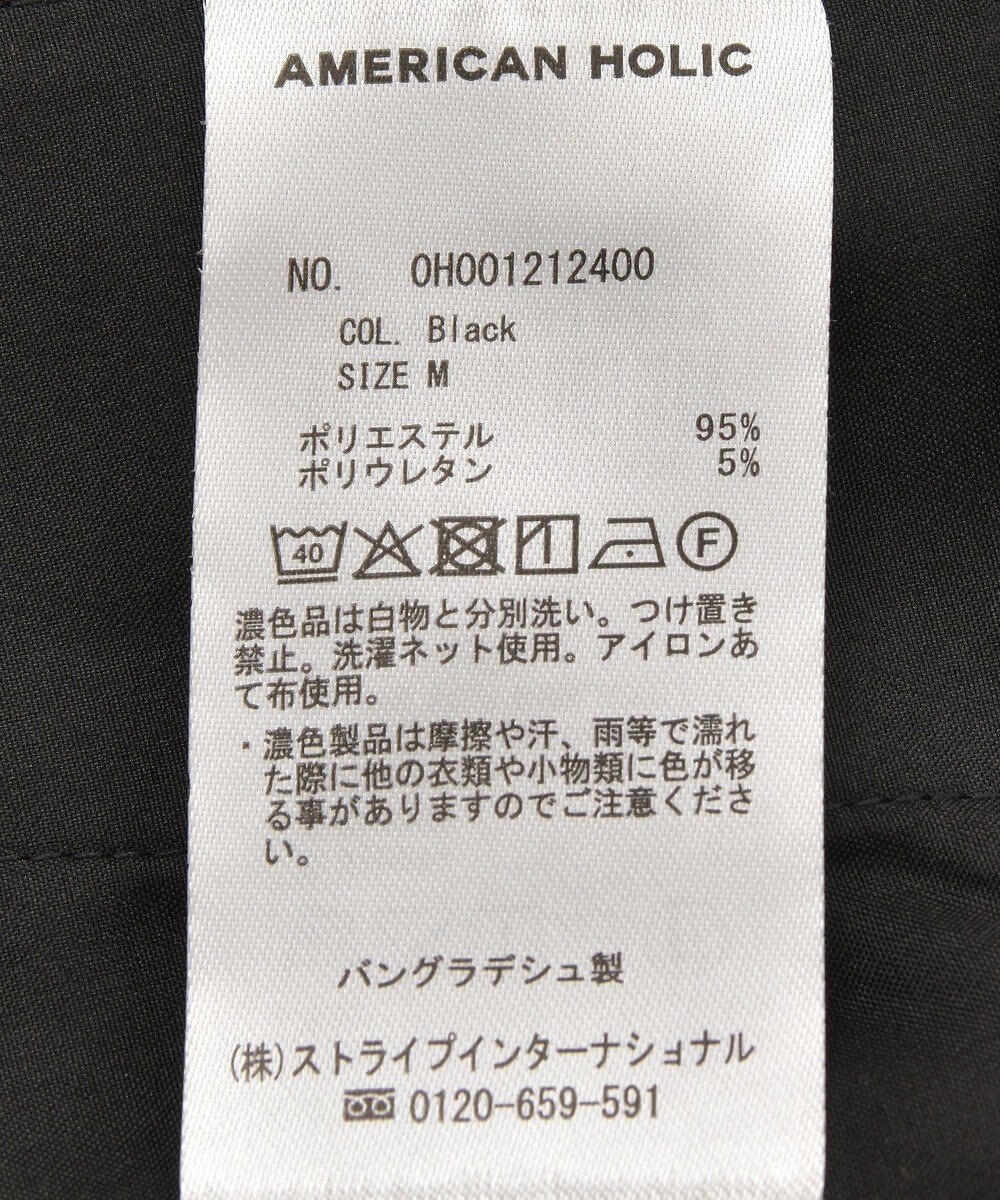 AMERICAN HOLIC
NO. 0H001212400
COL. Black
SIZE M
ポリエステル 95%
ポリウレタン 5%
40 F
濃色品は白物と分別洗い。つけ置き
禁止。洗濯ネット使用。アイロンあ
て布使用。
・濃色製品は摩擦や汗、雨等で濡れ
た際に他の衣類や小物類に色が移
る事がありますのでご注意くださ
い。
バングラデシュ製
(株)ストライプインターナショナル
0120-659-591